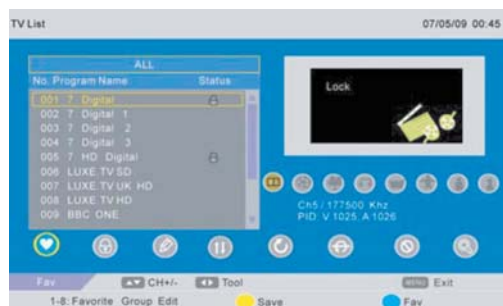 TV List
07/05/09 00:45
ALL
No. Program Name Status
001 7 Digital
002 7 Digital 1
003 7 Digital 2
004 7 Digital 3
005 7 HD Digital
006 LUXE TV SD
007 LUXE TV UK HD
008 LUXE TV HD
009 BBC ONE
Lock
Ch5 / 177500 Khz
PID: V 1025, A 1026
Fav CH+/- Tool MENU Exit
1-8: Favorite Group Edit Save Fav